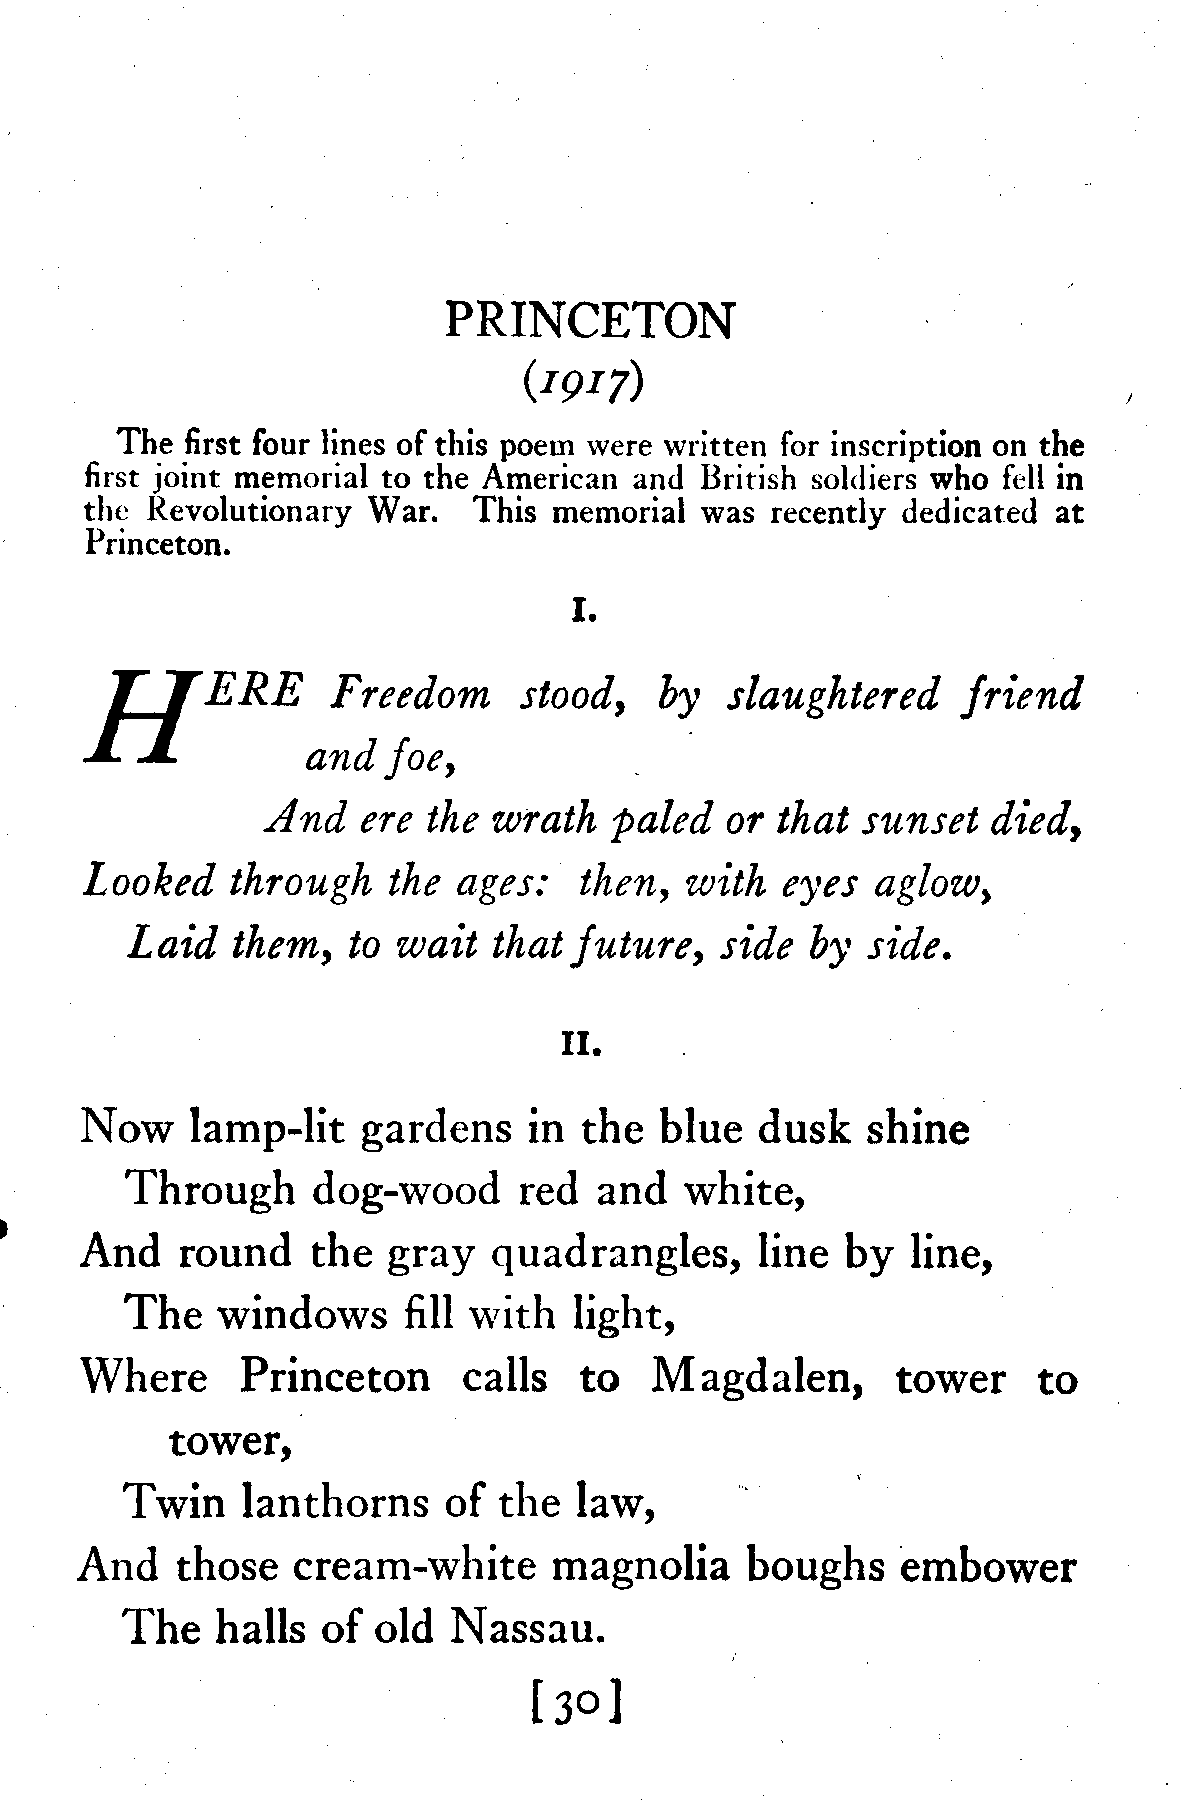 PRINCETON
(1917)
The first four lines of this poem were written for inscription on the
first joint memorial to the American and British soldiers who fell in
the Revolutionary War. This memorial was recently dedicated at
Princeton.
I.
HERE Freedom stood, by slaughtered friend
and foe,
And ere the wrath paled or that sunset died,
Looked through the ages: then, with eyes aglow,
Laid them, to wait that future, side by side.
II.
Now lamp-lit gardens in the blue dusk shine
Through dog-wood red and white,
And round the gray quadrangles, line by line,
The windows fill with light,
Where Princeton calls to Magdalen, tower to
tower,
Twin lanthorns of the law,
And those cream-white magnolia boughs embower
The halls of old Nassau.
[30]